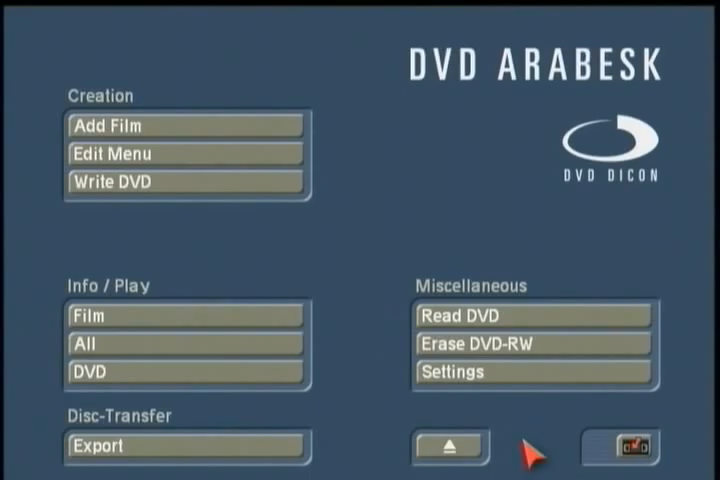 DVD ARABESK
DVD DICON
Creation
Add Film
Edit Menu
Write DVD
Info / Play
Film
All
DVD
Miscellaneous
Read DVD
Erase DVD-RW
Settings
Disc-Transfer
Export